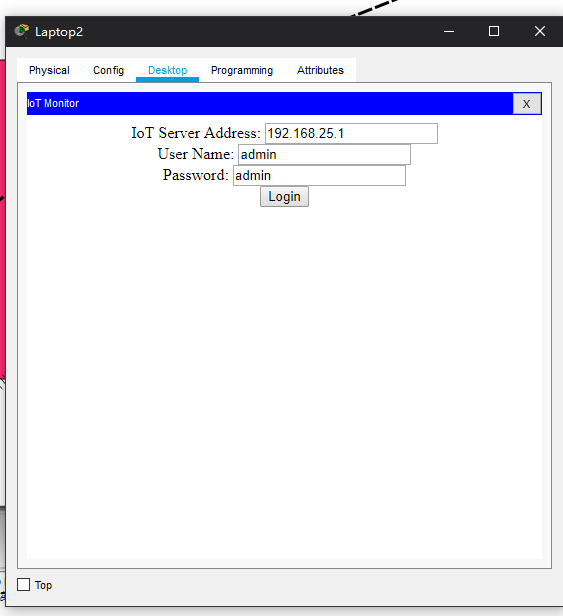 Laptop2
Physical Config Desktop Programming Attributes
IoT Monitor X
IoT Server Address: 192.168.25.1
User Name: admin
Password: admin
Login
Top